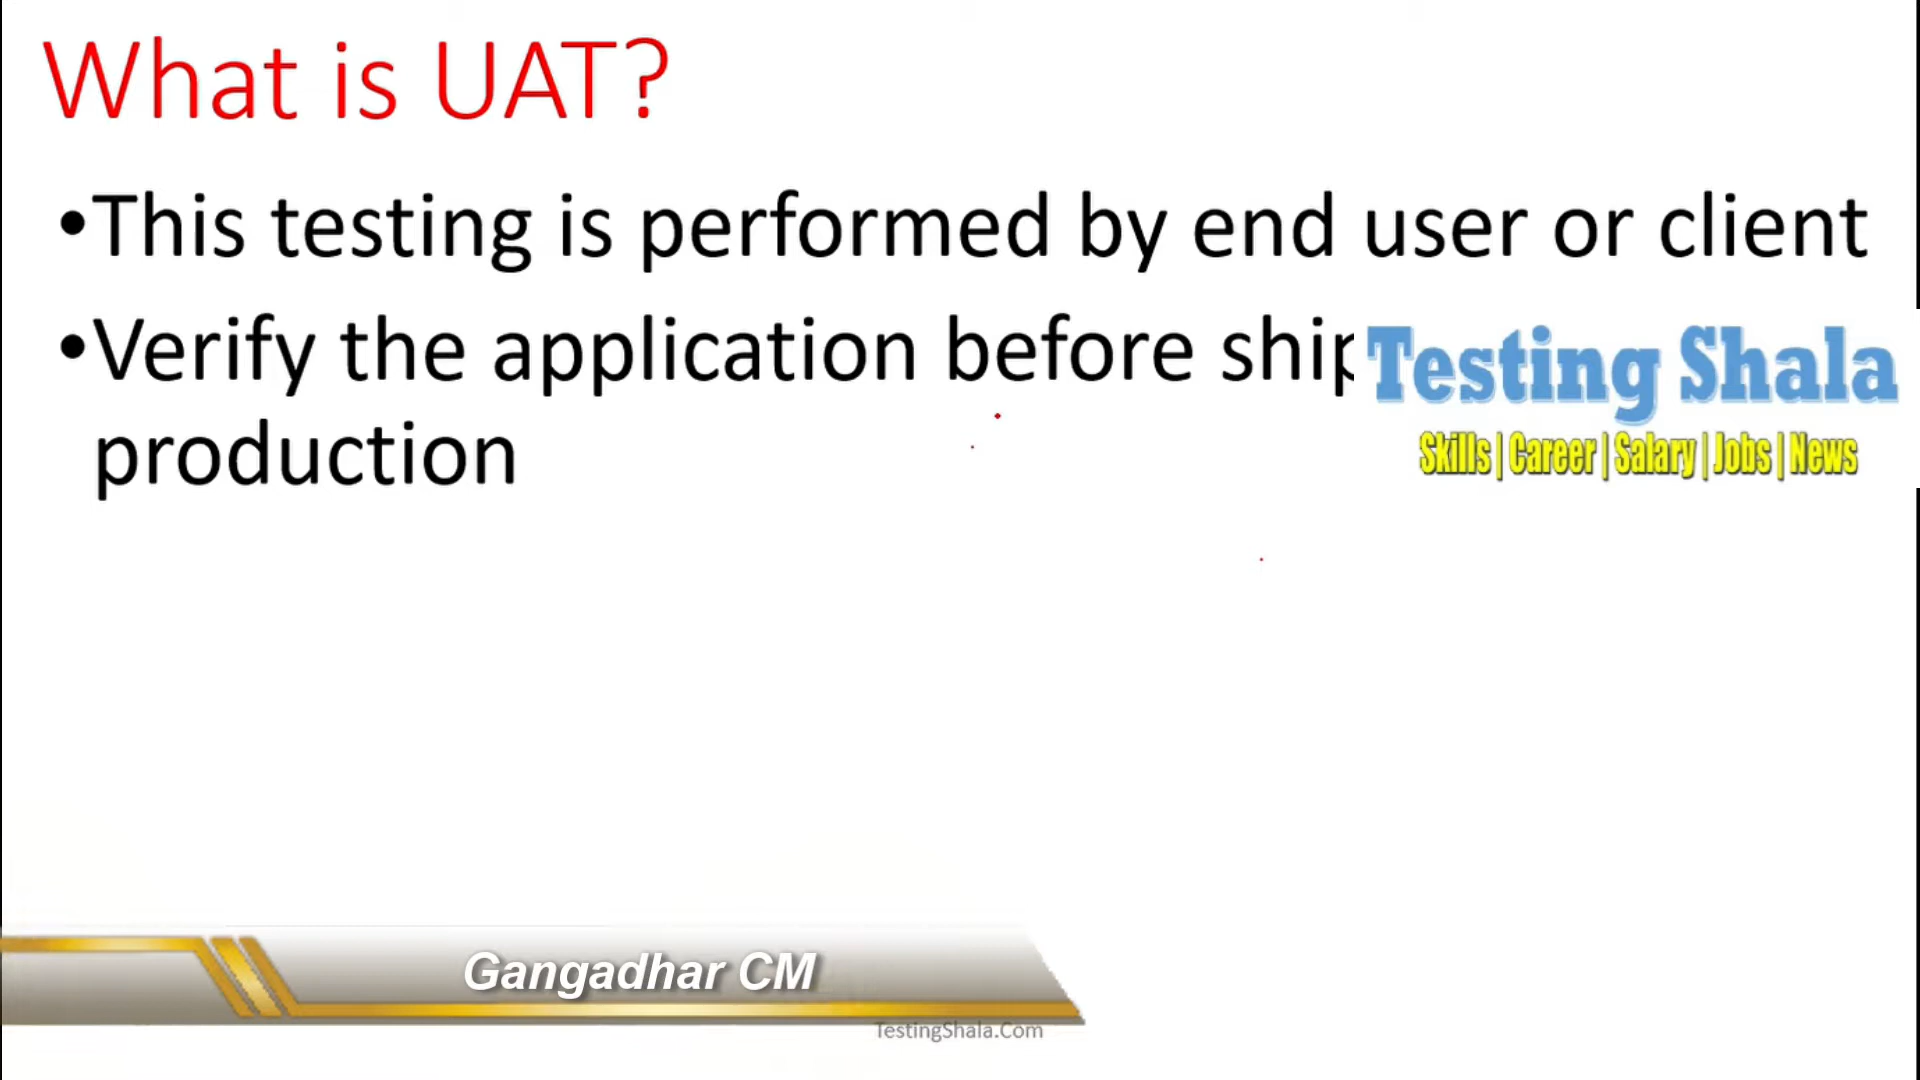 What is UAT?
•This testing is performed by end user or client
•Verify the application before
production
Testing Shala
Skills | Career | Salary | Jobs | News
Gangadhar CM
TestingShala.Com